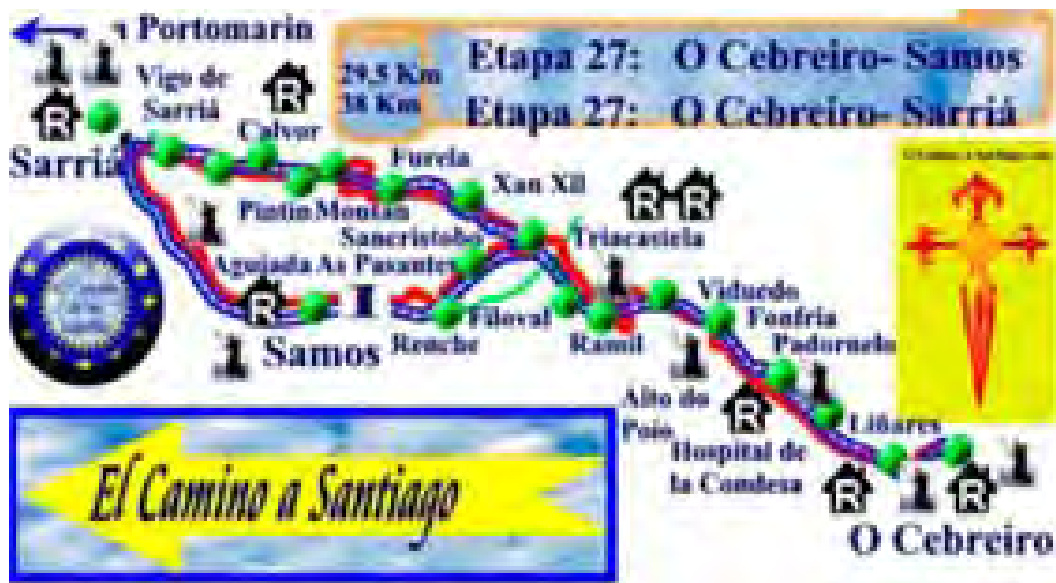 Portomarin
29.5 Km
Etapa 27: O Cebreiro- Samos
38 Km
Etapa 27: O Cebreiro- Sarriá
Vigo de
Sarriá
Calvor
Sarriá
Furela
Xan Xil
Pintin
Montan
Sancristobo
Triacastela
Aguiada
As Pasantes
Samos
Renche
Filoval
Ramil
Viduedo
Fonfria
Padornelo
Alto do
Poio
Liñares
Hospital de
la Condesa
O Cebreiro
El Camino a Santiago
R
R
R
R
R
R
R
R